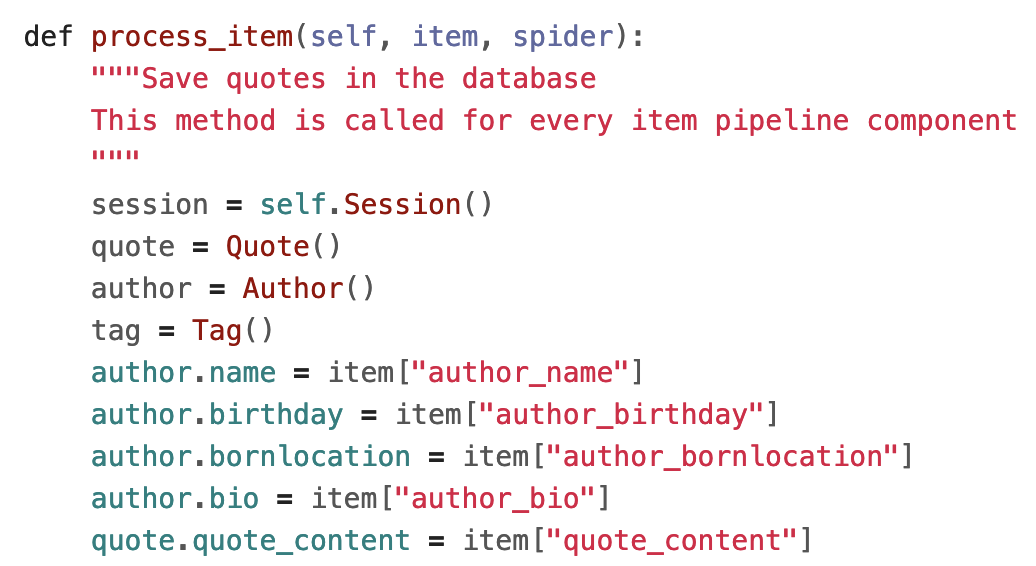 def process_item(self, item, spider):
    """Save quotes in the database
    This method is called for every item pipeline component
    """
    session = self.Session()
    quote = Quote()
    author = Author()
    tag = Tag()
    author.name = item["author_name"]
    author.birthday = item["author_birthday"]
    author.bornlocation = item["author_bornlocation"]
    author.bio = item["author_bio"]
    quote.quote_content = item["quote_content"]